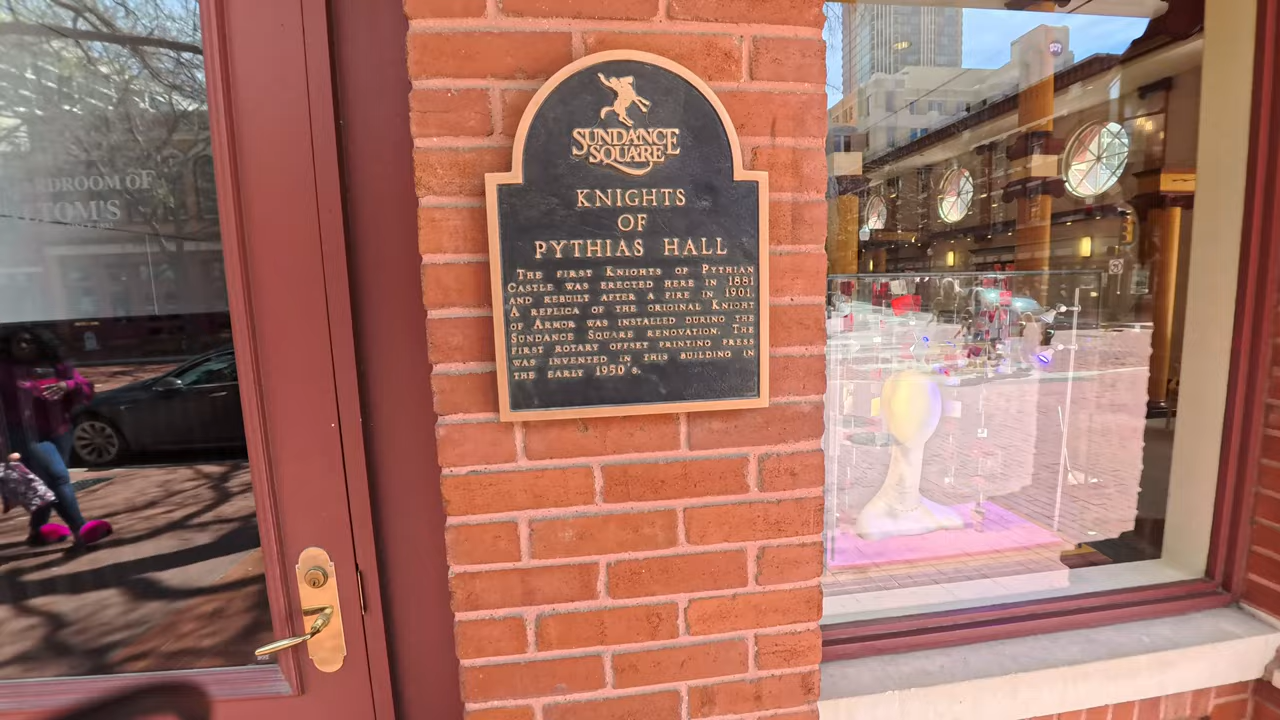 SUNDANCE
SQUARE
KNIGHTS
OF
PYTHIAS HALL
THE FIRST KNIGHTS OF PYTHIAN
CASTLE WAS ERECTED HERE IN 1881
AND REBUILT AFTER A FIRE IN 1901.
A REPLICA OF THE ORIGINAL KNIGHT
OF ARMOR WAS INSTALLED DURING THE
SUNDANCE SQUARE RENOVATION. THE
FIRST ROTARY OFFSET PRINTING PRESS
WAS INVENTED IN THIS BUILDING IN
THE EARLY 1950's.
OF
TOM'S